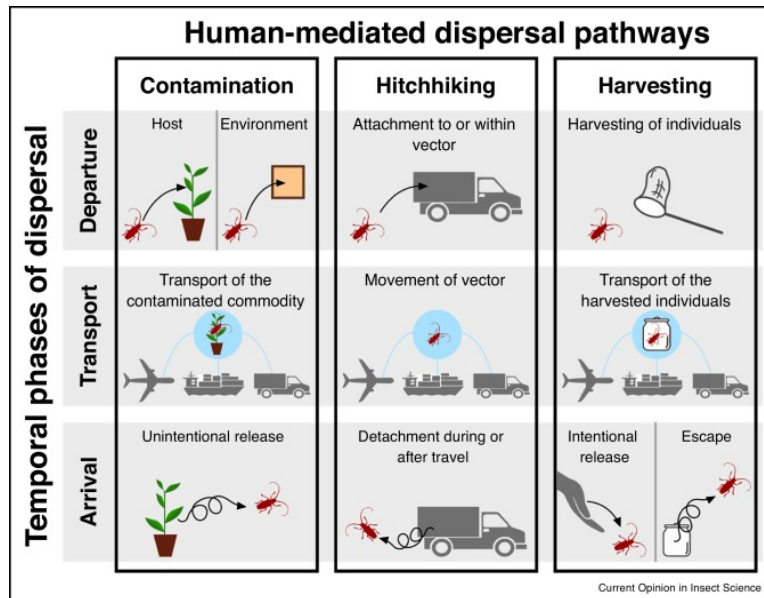 Human-mediated dispersal pathways
Contamination
Hitchhiking
Harvesting
Temporal phases of dispersal
Departure
Host
Environment
Attachment to or within
vector
Harvesting of individuals
Transport
Transport of the
contaminated commodity
Movement of vector
Transport of the
harvested individuals
Arrival
Unintentional release
Detachment during or
after travel
Intentional
release
Escape
Current Opinion in Insect Science